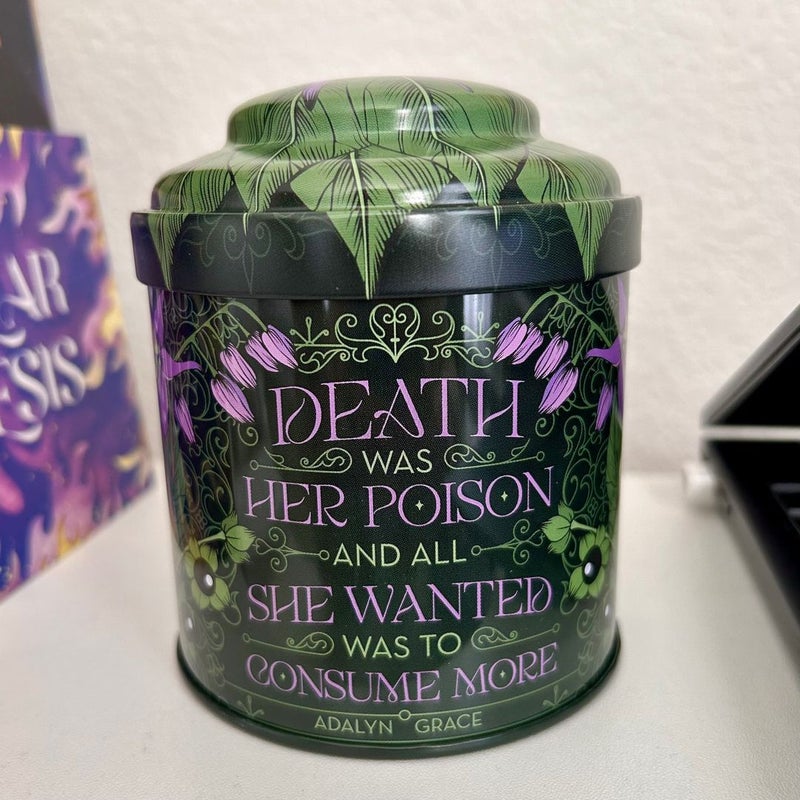 DEATH
WAS
HER POISON
AND ALL
SHE WANTED
WAS TO
CONSUME MORE
ADALYN GRACE